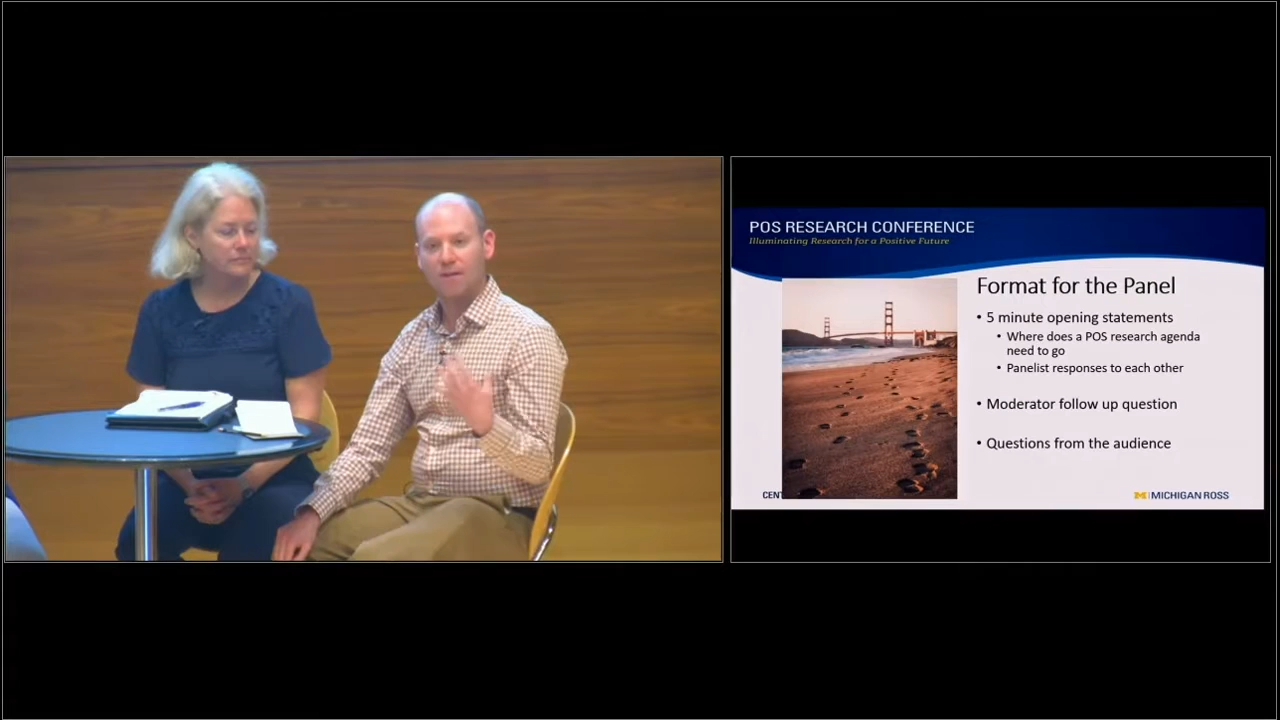 POS RESEARCH CONFERENCE
Illuminating Research for a Positive Future
Format for the Panel
• 5 minute opening statements
• Where does a POS research agenda
need to go
• Panelist responses to each other
• Moderator follow up question
• Questions from the audience
CENT
M MICHIGAN ROSS